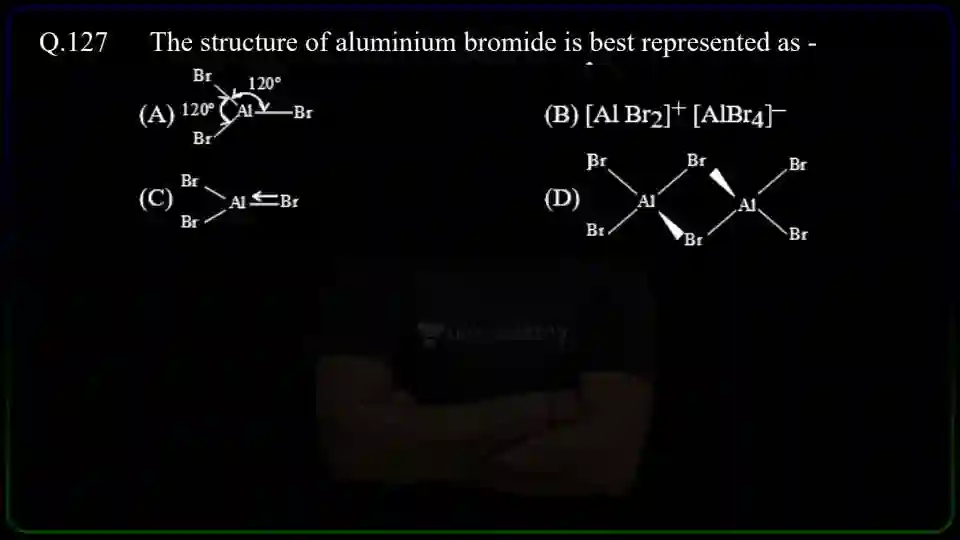 Q.127 The structure of aluminium bromide is best represented as -
(A) Br 120° 120° Al Br Br
(B) [Al Br2]+ [AlBr4]–
(C) Br Al Br Br
(D) Br Br Br Al Al Br Br Br